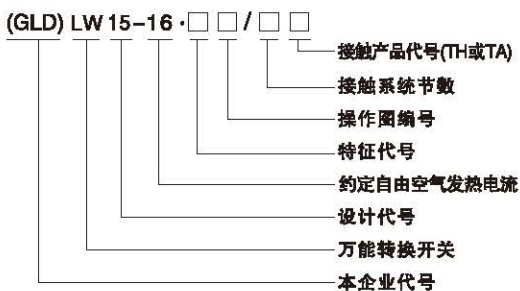 (GLD) LW 15-16·□ □ / □ □
接触产品代号(TH或TA)
接触系统节数
操作图编号
特征代号
约定自由空气发热电流
设计代号
万能转换开关
本企业代号